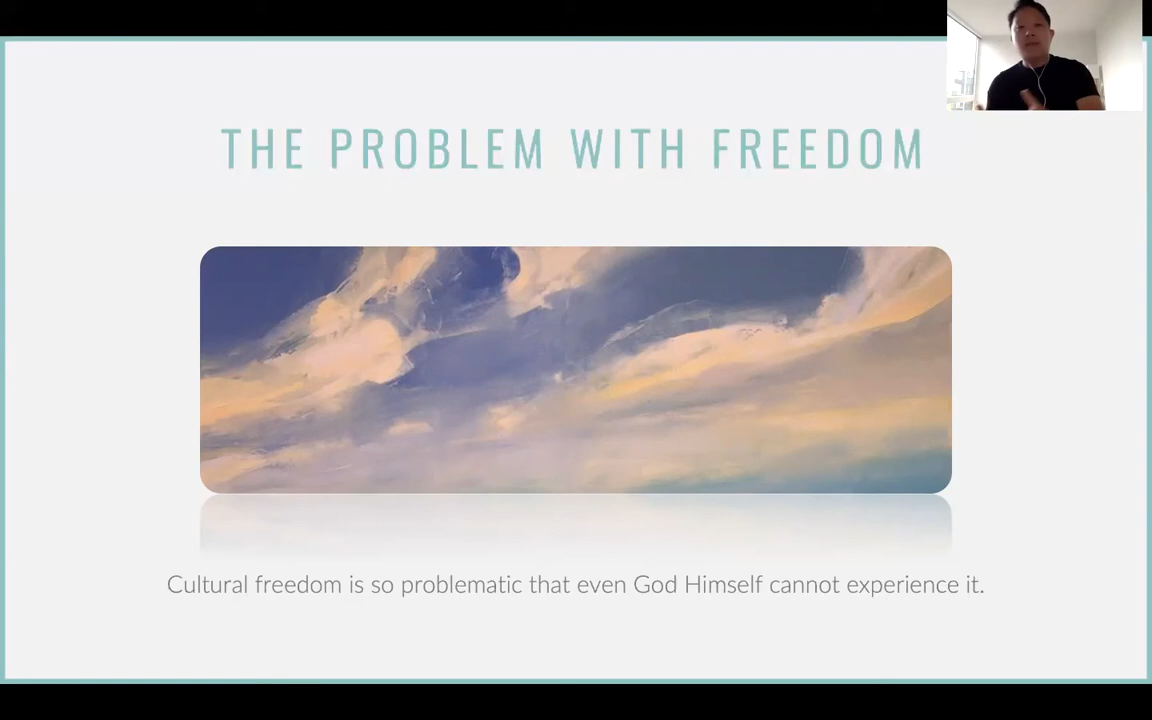 THE PROBLEM WITH FREEDOM
Cultural freedom is so problematic that even God Himself cannot experience it.